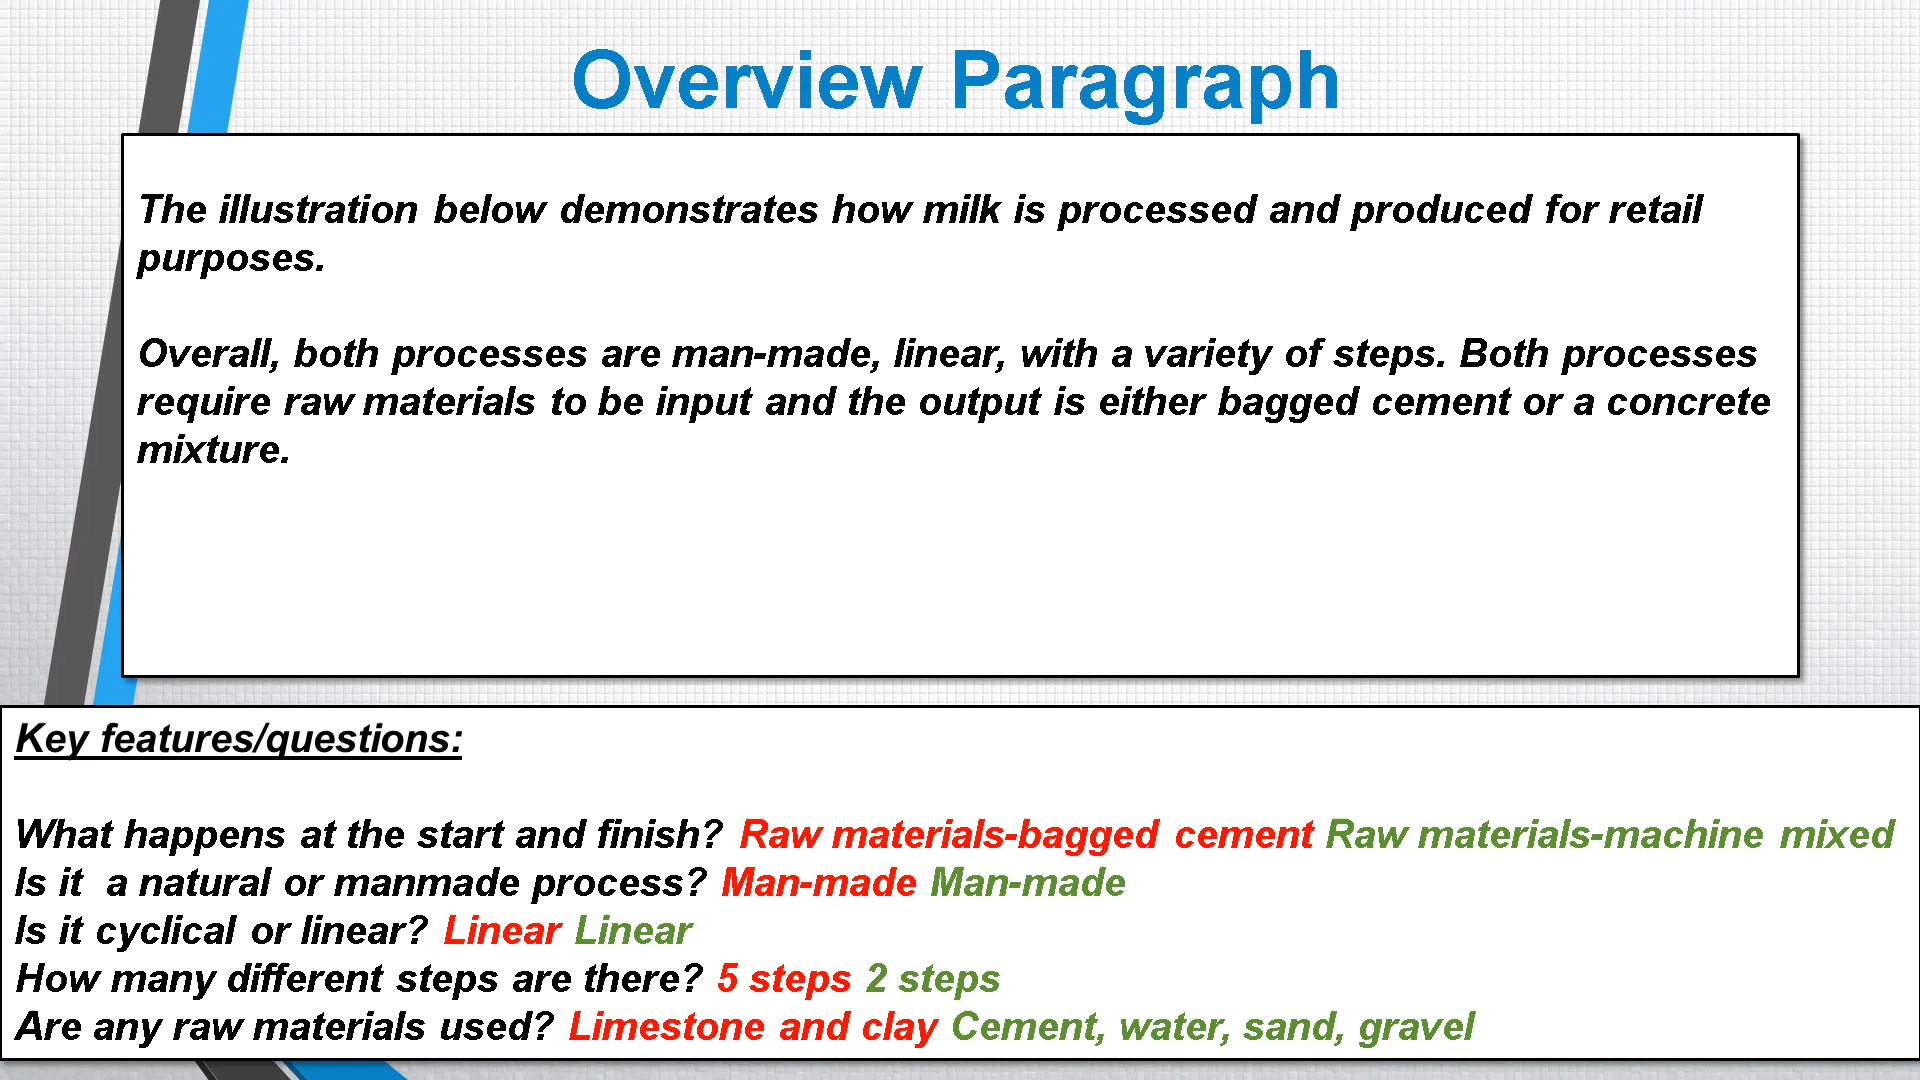 Overview Paragraph
The illustration below demonstrates how milk is processed and produced for retail
purposes.
Overall, both processes are man-made, linear, with a variety of steps. Both processes
require raw materials to be input and the output is either bagged cement or a concrete
mixture.
Key features/questions:
What happens at the start and finish? Raw materials-bagged cement Raw materials-machine mixed
Is it  a natural or manmade process? Man-made Man-made
Is it cyclical or linear? Linear Linear
How many different steps are there? 5 steps 2 steps
Are any raw materials used? Limestone and clay Cement, water, sand, gravel